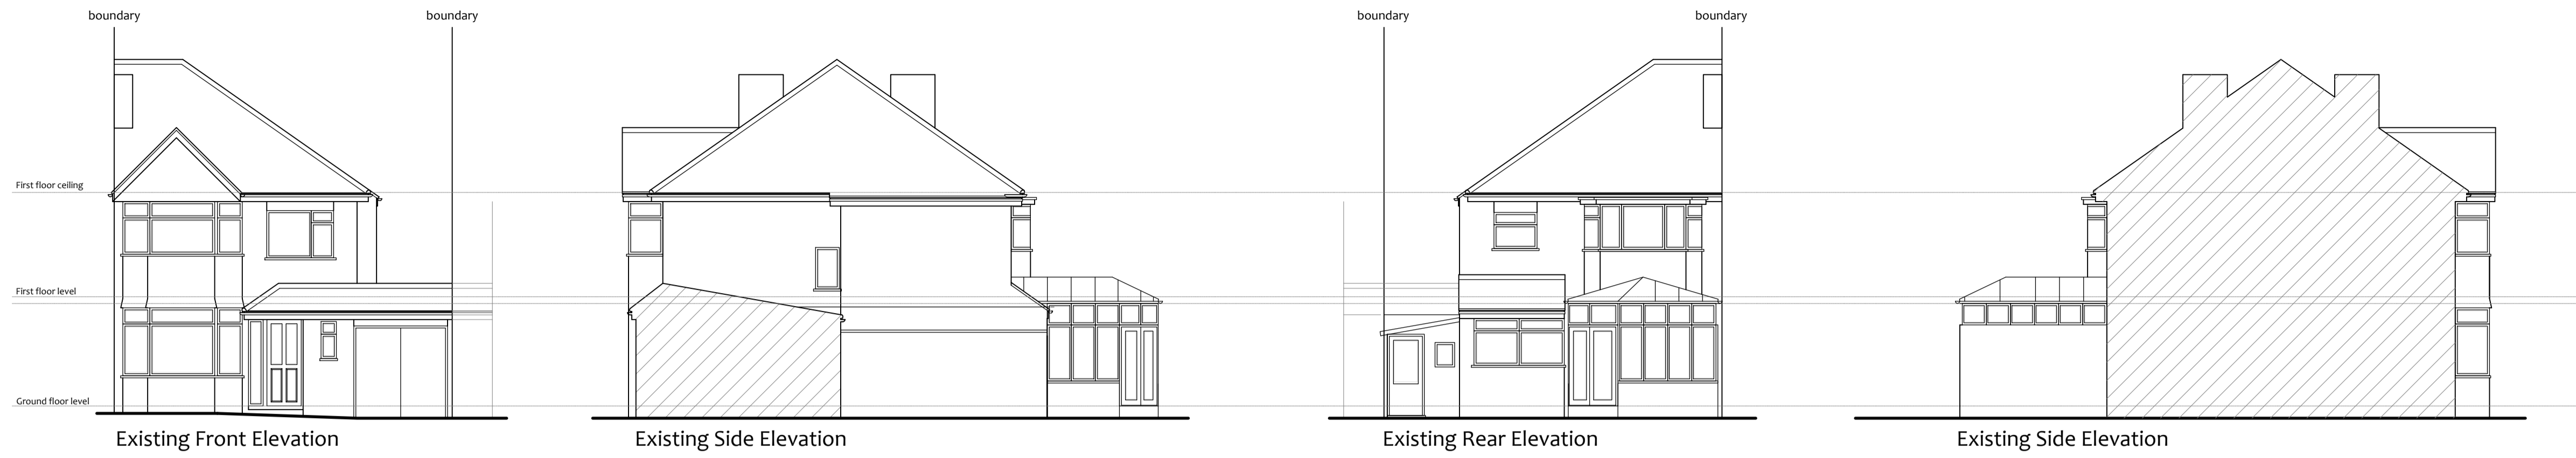 boundary
boundary
boundary
boundary
First floor ceiling
First floor level
Ground floor level
Existing Front Elevation
Existing Side Elevation
Existing Rear Elevation
Existing Side Elevation